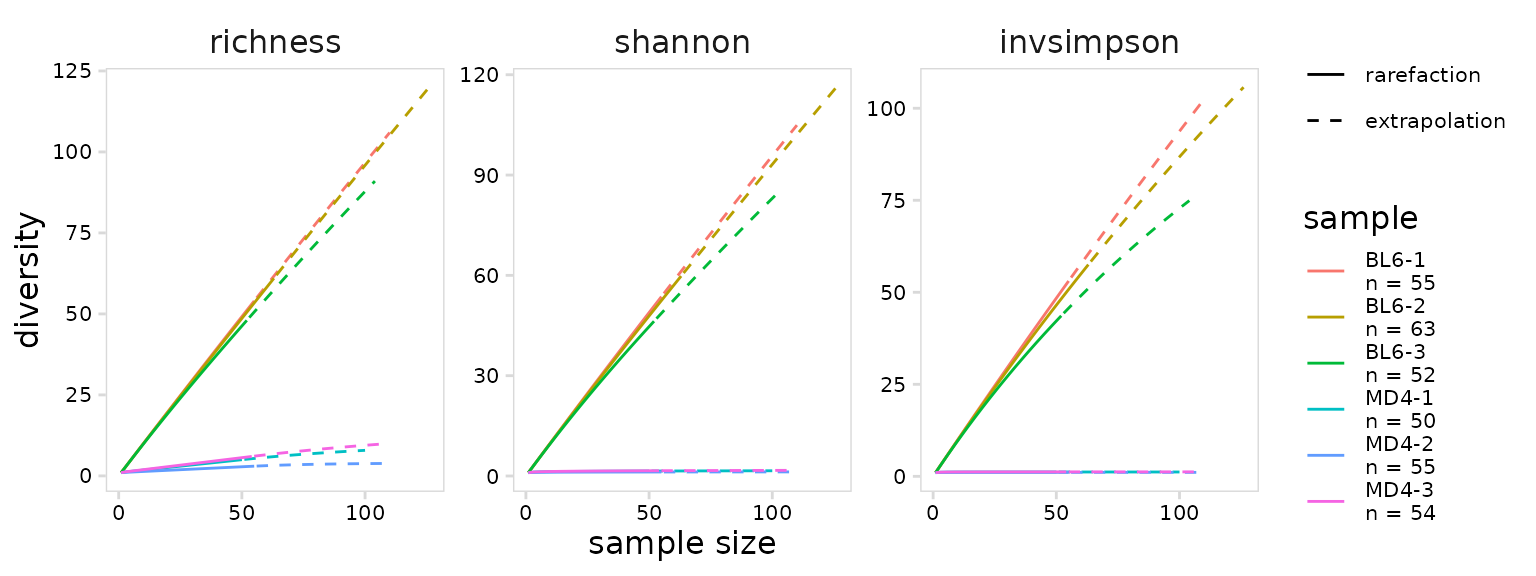 richness
shannon
invsimpson
diversity
125
100
75
50
25
0
0
50
100
120
90
60
30
0
0
50
100
sample size
100
75
50
25
0
0
50
100
rarefaction
extrapolation
sample
BL6-1
n = 55
BL6-2
n = 63
BL6-3
n = 52
MD4-1
n = 50
MD4-2
n = 55
MD4-3
n = 54